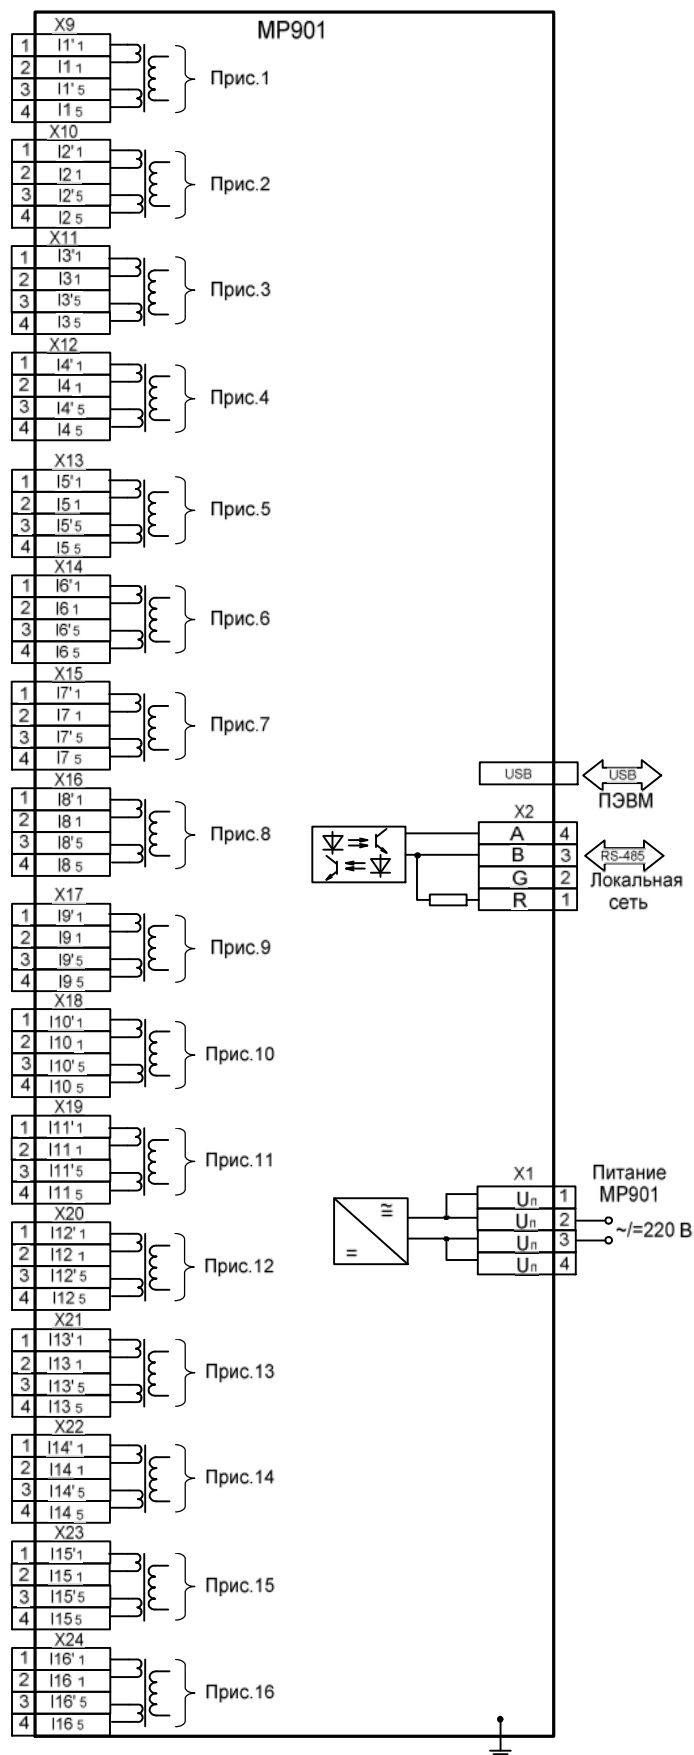 МР901
X9
1 I1'1
2 I1 1
3 I1' 5
4 I1 5
Прис.1
X10
1 I2'1
2 I2 1
3 I2'5
4 I2 5
Прис.2
X11
1 I3'1
2 I3 1
3 I3'5
4 I3 5
Прис.3
X12
1 I4' 1
2 I4 1
3 I4' 5
4 I4 5
Прис.4
X13
1 I5'1
2 I5 1
3 I5'5
4 I5 5
Прис.5
X14
1 I6'1
2 I6 1
3 I6'5
4 I6 5
Прис.6
X15
1 I7'1
2 I7 1
3 I7' 5
4 I7 5
Прис.7
X16
1 I8'1
2 I8 1
3 I8'5
4 I8 5
Прис.8
X17
1 I9'1
2 I9 1
3 I9'5
4 I9 5
Прис.9
X18
1 I10'1
2 I10 1
3 I10' 5
4 I10 5
Прис.10
X19
1 I11'1
2 I11 1
3 I11'5
4 I11 5
Прис.11
X20
1 I12' 1
2 I12 1
3 I12' 5
4 I12 5
Прис.12
X21
1 I13'1
2 I13 1
3 I13' 5
4 I13 5
Прис.13
X22
1 I14' 1
2 I14 1
3 I14'5
4 I14 5
Прис.14
X23
1 I15'1
2 I15 1
3 I15'5
4 I15 5
Прис.15
X24
1 I16' 1
2 I16 1
3 I16' 5
4 I16 5
Прис.16
USB
USB
ПЭВМ
X2
A 4
B 3
G 2
R 1
RS-485
Локальная
сеть
X1
Uп 1
Uп 2
Uп 3
Uп 4
Питание
МР901
~/=220 В
≅
=